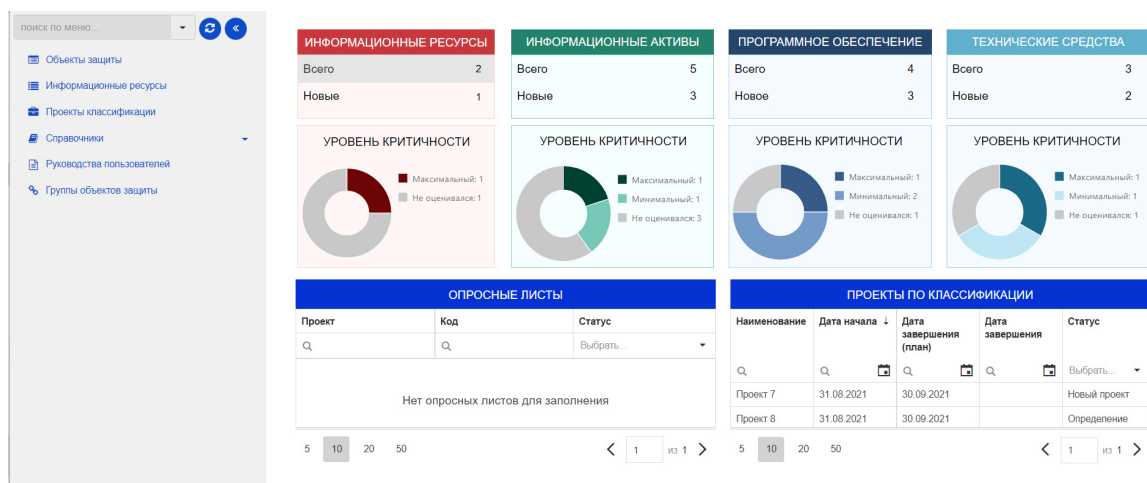 поиск по меню...
Объекты защиты
Информационные ресурсы
Проекты классификации
Справочники
Руководства пользователей
Группы объектов защиты
ИНФОРМАЦИОННЫЕ РЕСУРСЫ
Всего 2
Новые 1
ИНФОРМАЦИОННЫЕ АКТИВЫ
Всего 5
Новые 3
ПРОГРАММНОЕ ОБЕСПЕЧЕНИЕ
Всего 4
Новое 3
ТЕХНИЧЕСКИЕ СРЕДСТВА
Всего 3
Новые 2
УРОВЕНЬ КРИТИЧНОСТИ
Максимальный: 1
Не оценивался: 1
УРОВЕНЬ КРИТИЧНОСТИ
Максимальный: 1
Минимальный: 1
Не оценивался: 3
УРОВЕНЬ КРИТИЧНОСТИ
Максимальный: 1
Минимальный: 2
Не оценивался: 1
УРОВЕНЬ КРИТИЧНОСТИ
Максимальный: 1
Минимальный: 1
Не оценивался: 1
ОПРОСНЫЕ ЛИСТЫ
Проект Код Статус
Выбрать...
Нет опросных листов для заполнения
5 10 20 50 1 из 1
ПРОЕКТЫ ПО КЛАССИФИКАЦИИ
Наименование Дата начала ↓ Дата завершения (план) Дата завершения Статус
Выбрать...
Проект 7 31.08.2021 30.09.2021 Новый проект
Проект 8 31.08.2021 30.09.2021 Определение
5 10 20 50 1 из 1